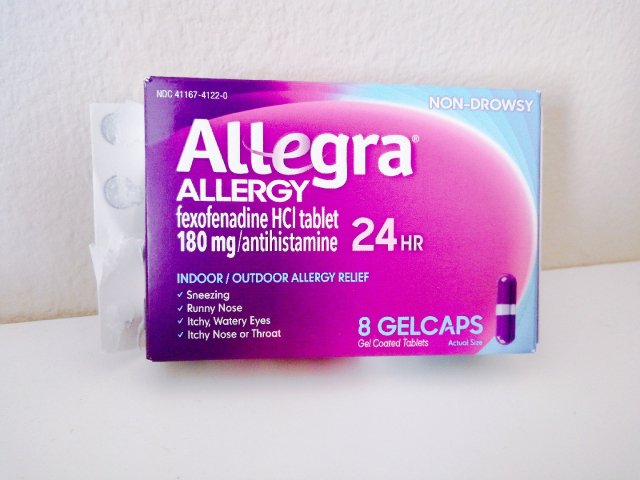 NDC 41167-4122-0
NON-DROWSY
Allegra®
ALLERGY
fexofenadine HCl tablet
180 mg/antihistamine
24 HR
INDOOR / OUTDOOR ALLERGY RELIEF
✓ Sneezing
✓ Runny Nose
✓ Itchy, Watery Eyes
✓ Itchy Nose or Throat
8 GELCAPS
Gel Coated Tablets
Actual Size